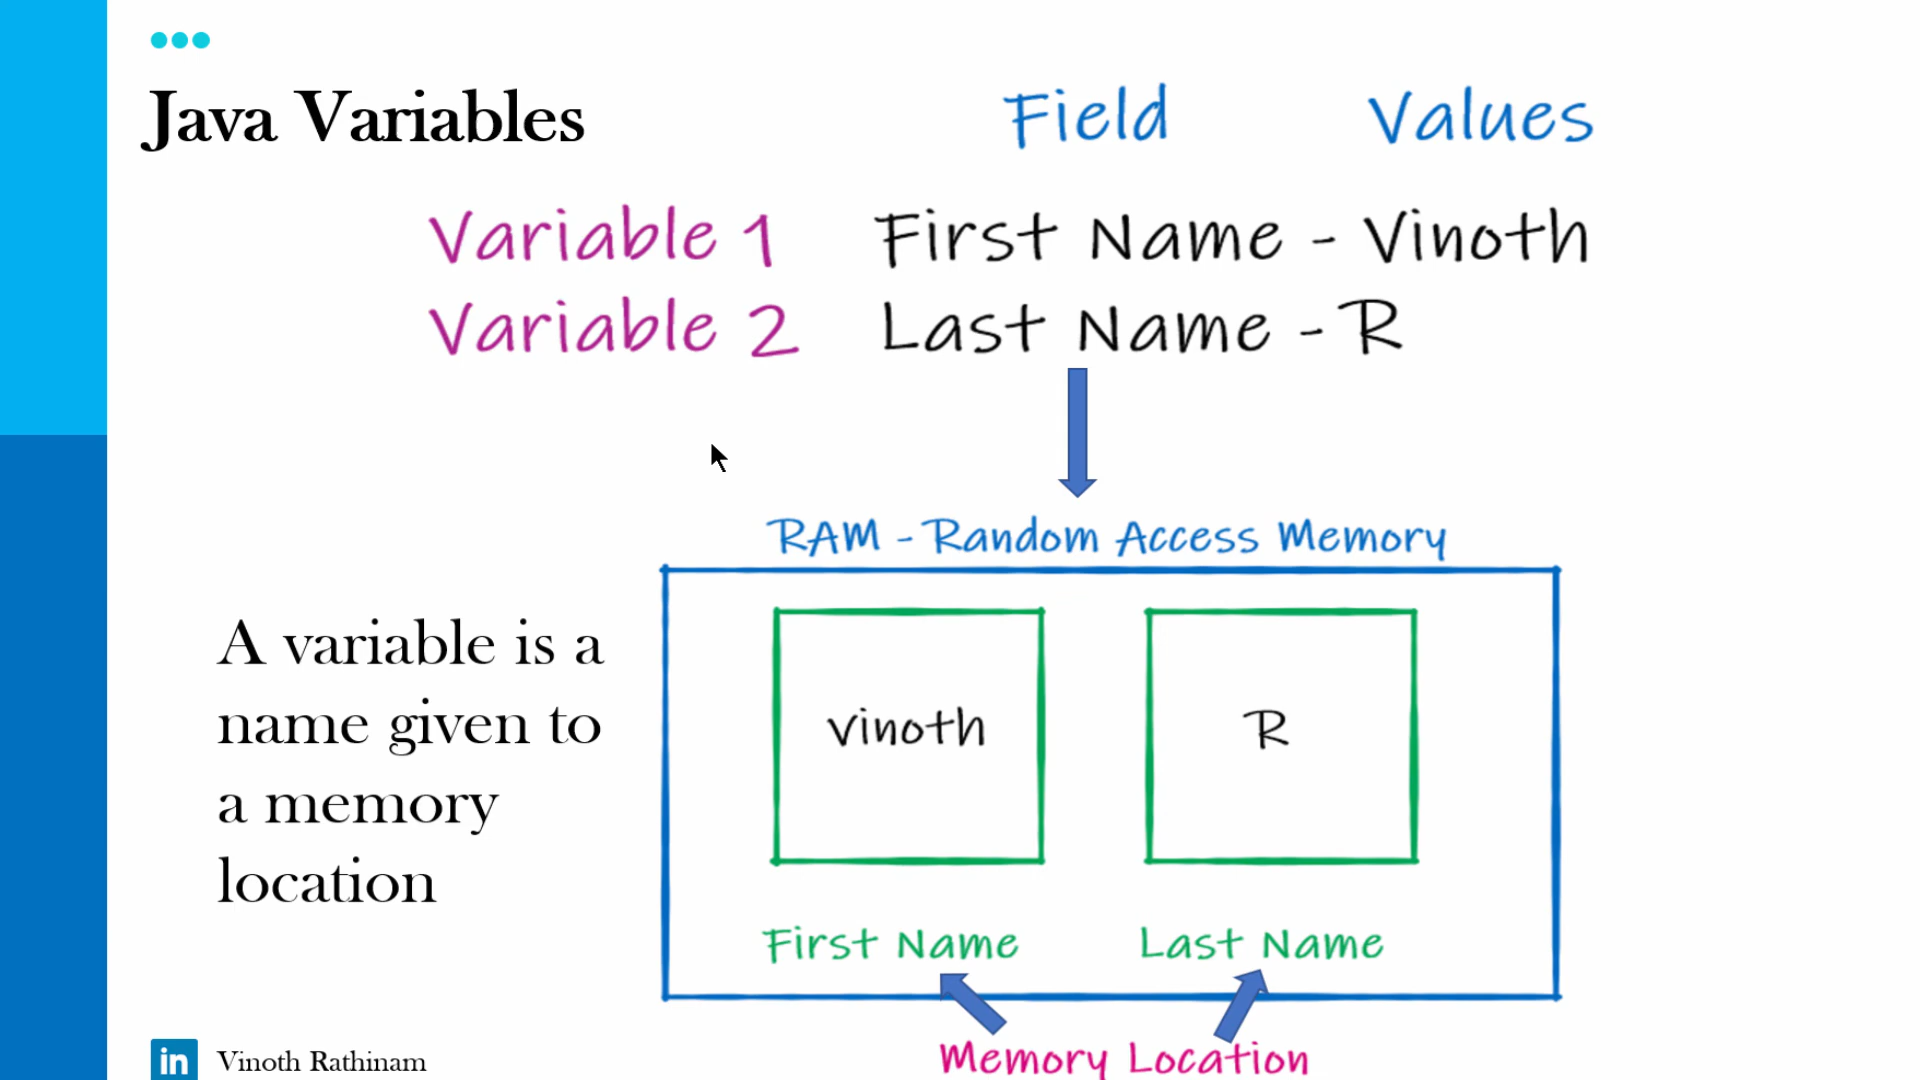 Java Variables
Field Values
Variable 1 First Name - Vinoth
Variable 2 Last Name - R
RAM - Random Access Memory
A variable is a
name given to
a memory
location
Vinoth R
First Name Last Name
Memory Location
in Vinoth Rathinam